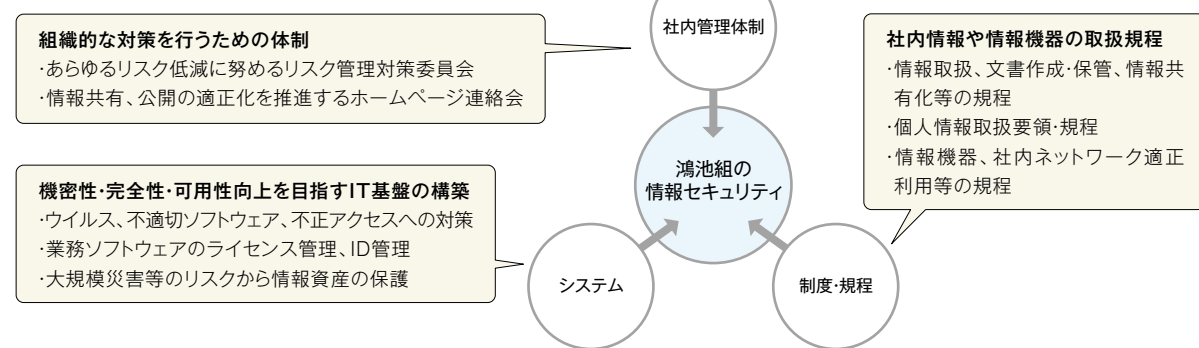 組織的な対策を行うための体制
・あらゆるリスク低減に努めるリスク管理対策委員会
・情報共有、公開の適正化を推進するホームページ連絡会
社内管理体制
社内情報や情報機器の取扱規程
・情報取扱、文書作成・保管、情報共
有化等の規程
・個人情報取扱要領・規程
・情報機器、社内ネットワーク適正
利用等の規程
鴻池組の
情報セキュリティ
機密性・完全性・可用性向上を目指すIT基盤の構築
・ウイルス、不適切ソフトウェア、不正アクセスへの対策
・業務ソフトウェアのライセンス管理、ID管理
・大規模災害等のリスクから情報資産の保護
システム
制度・規程